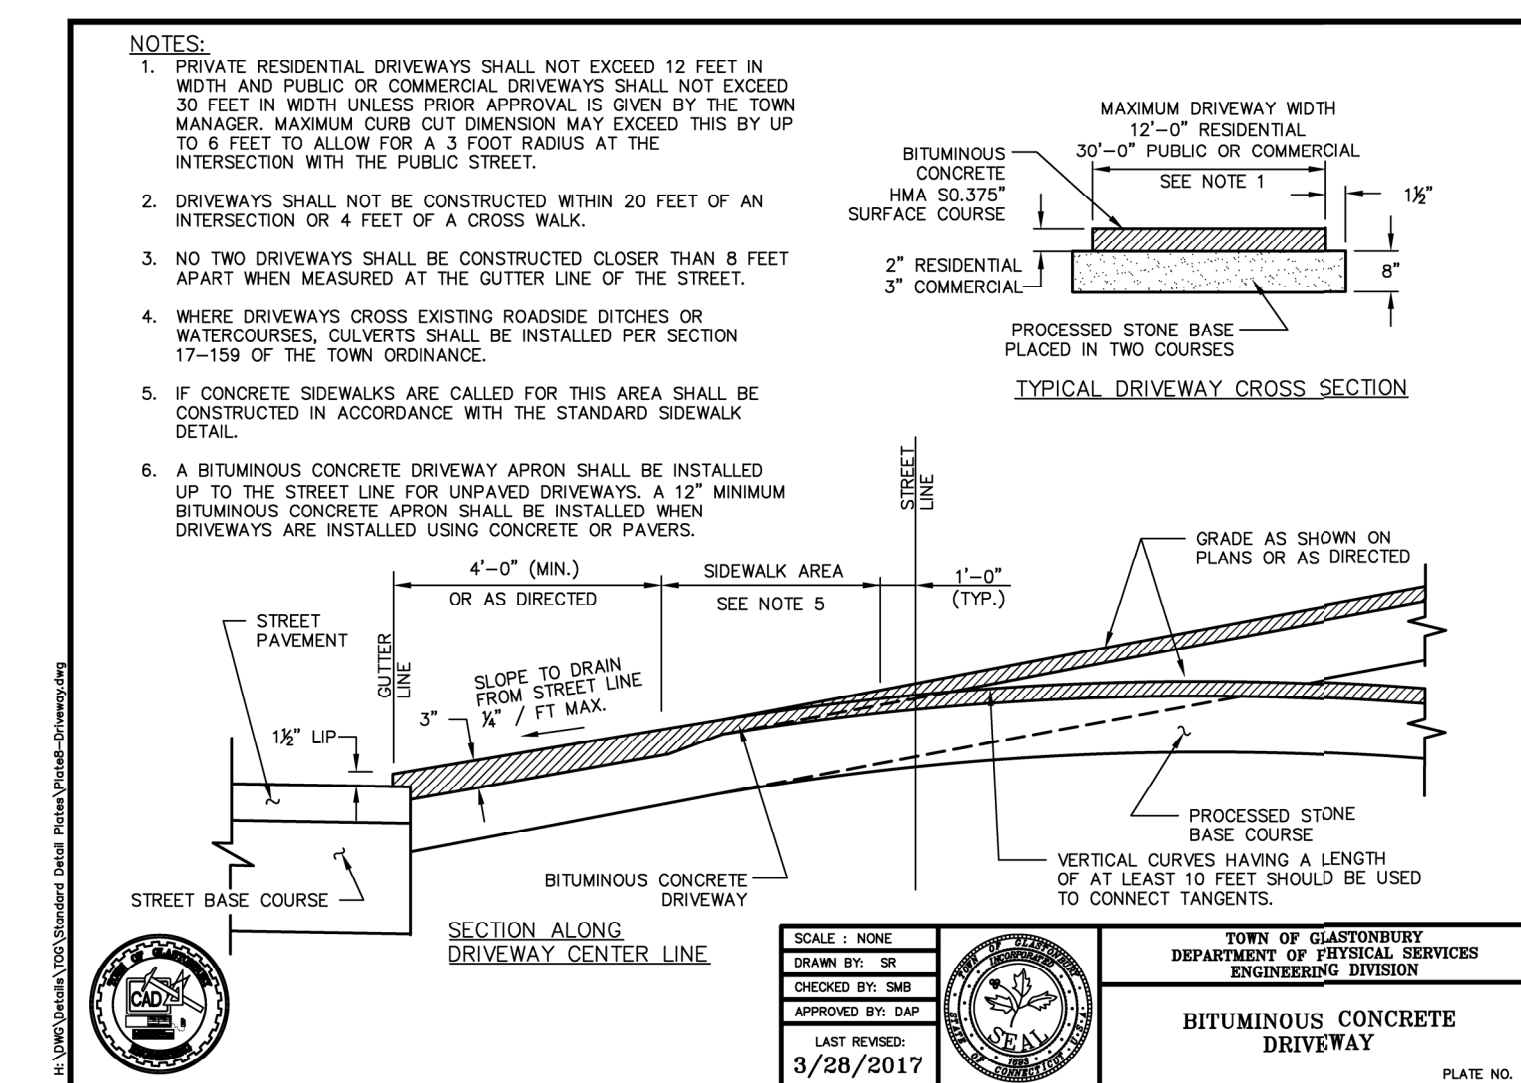 NOTES:
1. PRIVATE RESIDENTIAL DRIVEWAYS SHALL NOT EXCEED 12 FEET IN
WIDTH AND PUBLIC OR COMMERCIAL DRIVEWAYS SHALL NOT EXCEED
30 FEET IN WIDTH UNLESS PRIOR APPROVAL IS GIVEN BY THE TOWN
MANAGER. MAXIMUM CURB CUT DIMENSION MAY EXCEED THIS BY UP
TO 6 FEET TO ALLOW FOR A 3 FOOT RADIUS AT THE
INTERSECTION WITH THE PUBLIC STREET.
2. DRIVEWAYS SHALL NOT BE CONSTRUCTED WITHIN 20 FEET OF AN
INTERSECTION OR 4 FEET OF A CROSS WALK.
3. NO TWO DRIVEWAYS SHALL BE CONSTRUCTED CLOSER THAN 8 FEET
APART WHEN MEASURED AT THE GUTTER LINE OF THE STREET.
4. WHERE DRIVEWAYS CROSS EXISTING ROADSIDE DITCHES OR
WATERCOURSES, CULVERTS SHALL BE INSTALLED PER SECTION
17-159 OF THE TOWN ORDINANCE.
5. IF CONCRETE SIDEWALKS ARE CALLED FOR THIS AREA SHALL BE
CONSTRUCTED IN ACCORDANCE WITH THE STANDARD SIDEWALK
DETAIL.
6. A BITUMINOUS CONCRETE DRIVEWAY APRON SHALL BE INSTALLED
UP TO THE STREET LINE FOR UNPAVED DRIVEWAYS. A 12" MINIMUM
BITUMINOUS CONCRETE APRON SHALL BE INSTALLED WHEN
DRIVEWAYS ARE INSTALLED USING CONCRETE OR PAVERS.
MAXIMUM DRIVEWAY WIDTH
12'-0" RESIDENTIAL
30'-0" PUBLIC OR COMMERCIAL
SEE NOTE 1
BITUMINOUS
CONCRETE
HMA S0.375"
SURFACE COURSE
1½"
2" RESIDENTIAL
3" COMMERCIAL
8"
PROCESSED STONE BASE
PLACED IN TWO COURSES
TYPICAL DRIVEWAY CROSS SECTION
STREET
LINE
GRADE AS SHOWN ON
PLANS OR AS DIRECTED
4'-0" (MIN.)
OR AS DIRECTED
SIDEWALK AREA
SEE NOTE 5
1'-0"
(TYP.)
STREET
PAVEMENT
GUTTER
LINE
SLOPE TO DRAIN
FROM STREET LINE
¼" / FT MAX.
3"
1½" LIP
PROCESSED STONE
BASE COURSE
VERTICAL CURVES HAVING A LENGTH
OF AT LEAST 10 FEET SHOULD BE USED
TO CONNECT TANGENTS.
BITUMINOUS CONCRETE
DRIVEWAY
STREET BASE COURSE
SECTION ALONG
DRIVEWAY CENTER LINE
H:\DWG\Details\TOG\Standard Detail Plates\Plate8-Driveway.dwg
TOWN OF GLASTONBURY
CAD
ENGINEERING
SCALE : NONE
DRAWN BY: SR
CHECKED BY: SMB
APPROVED BY: DAP
LAST REVISED:
3/28/2017
TOWN OF GLASTONBURY
INCORPORATED
SEAL
1693
STATE OF CONNECTICUT U.S.A.
TOWN OF GLASTONBURY
DEPARTMENT OF PHYSICAL SERVICES
ENGINEERING DIVISION
BITUMINOUS CONCRETE
DRIVEWAY
PLATE NO.